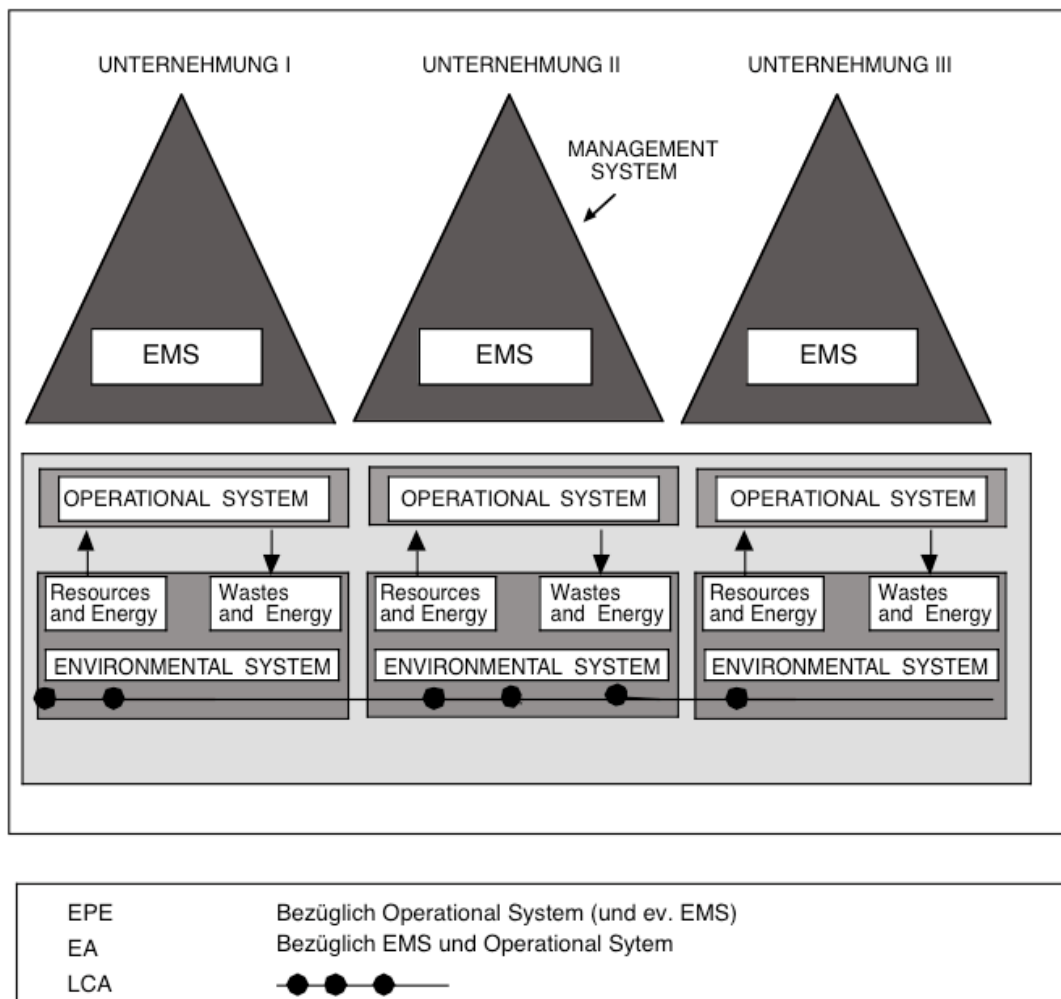 UNTERNEHMUNG I
UNTERNEHMUNG II
UNTERNEHMUNG III
MANAGEMENT
SYSTEM
EMS
EMS
EMS
OPERATIONAL SYSTEM
OPERATIONAL SYSTEM
OPERATIONAL SYSTEM
Resources
and Energy
Wastes
and Energy
Resources
and Energy
Wastes
and Energy
Resources
and Energy
Wastes
and Energy
ENVIRONMENTAL SYSTEM
ENVIRONMENTAL SYSTEM
ENVIRONMENTAL SYSTEM
EPE Bezüglich Operational System (und ev. EMS)
EA Bezüglich EMS und Operational Sytem
LCA